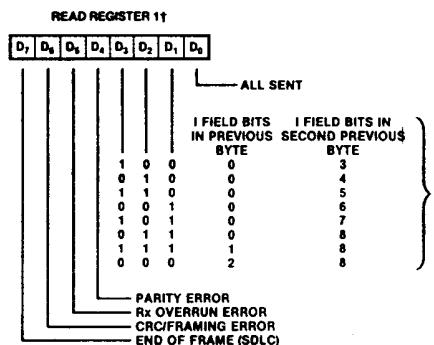 READ REGISTER 1†
D7 D6 D5 D4 D3 D2 D1 D0
ALL SENT
I FIELD BITS IN PREVIOUS BYTE
I FIELD BITS IN SECOND PREVIOUS BYTE
1 0 0 0 3
0 1 0 0 4
1 1 0 0 5
0 0 1 0 6
1 0 1 0 7
0 1 1 0 8
1 1 1 1 8
0 0 0 2 8
PARITY ERROR
Rx OVERRUN ERROR
CRC/FRAMING ERROR
END OF FRAME (SDLC)